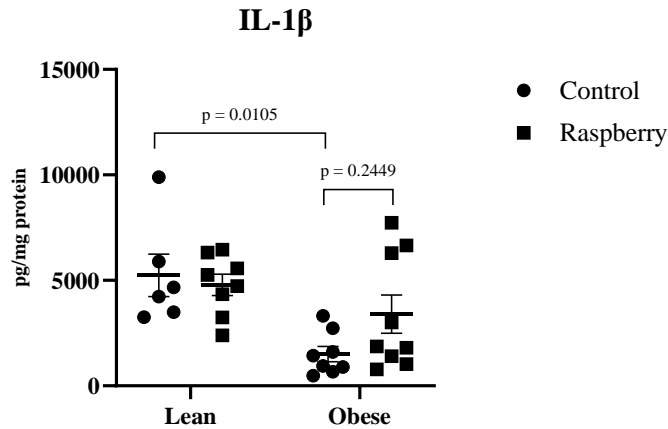 IL-1β
15000
10000
5000
0
pg/mg protein
p = 0.0105
p = 0.2449
Control
Raspberry
Lean
Obese